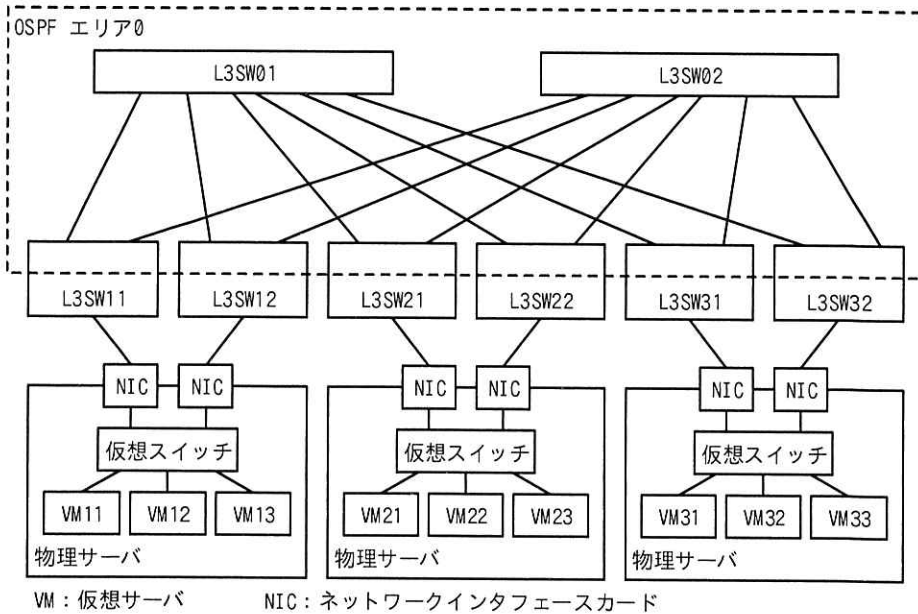 OSPF エリア0
L3SW01
L3SW02
L3SW11
L3SW12
L3SW21
L3SW22
L3SW31
L3SW32
NIC
NIC
NIC
NIC
NIC
NIC
仮想スイッチ
仮想スイッチ
仮想スイッチ
VM11
VM12
VM13
VM21
VM22
VM23
VM31
VM32
VM33
物理サーバ
物理サーバ
物理サーバ
VM:仮想サーバ
NIC:ネットワークインタフェースカード